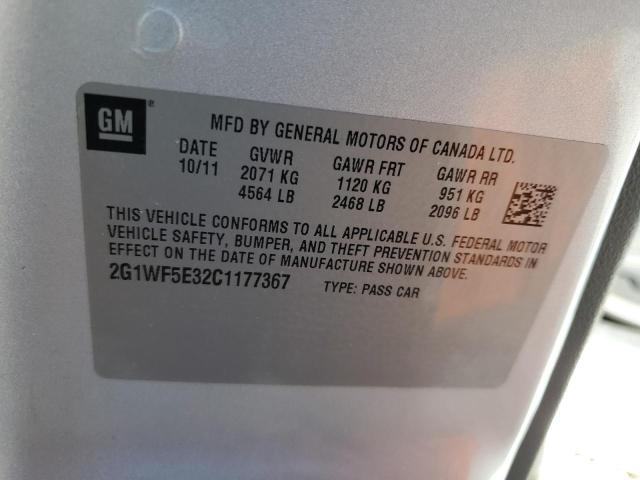 GM®
MFD BY GENERAL MOTORS OF CANADA LTD.
DATE GVWR GAWR FRT GAWR RR
10/11 2071 KG 1120 KG 951 KG
4564 LB 2468 LB 2096 LB
THIS VEHICLE CONFORMS TO ALL APPLICABLE U.S. FEDERAL MOTOR
VEHICLE SAFETY, BUMPER, AND THEFT PREVENTION STANDARDS IN
EFFECT ON THE DATE OF MANUFACTURE SHOWN ABOVE.
2G1WF5E32C1177367 TYPE: PASS CAR